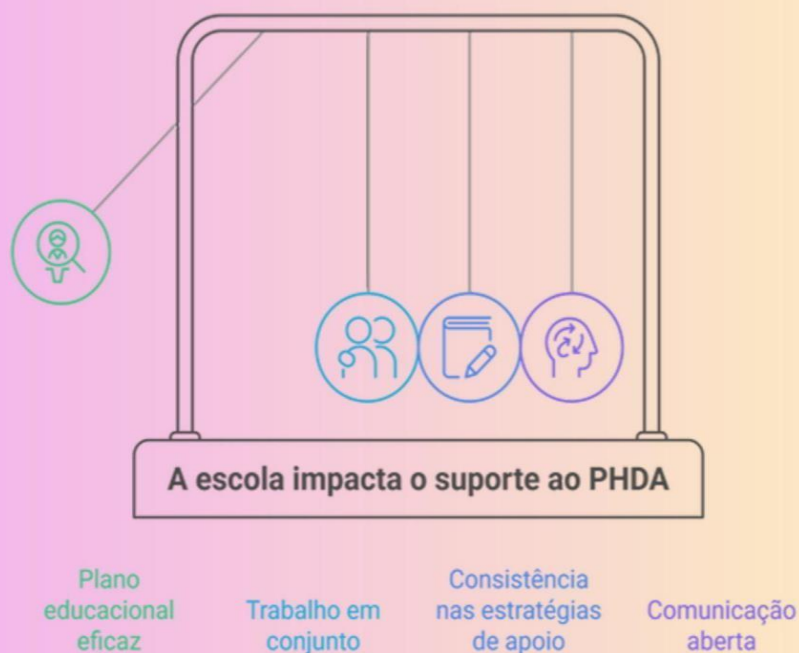 A escola impacta o suporte ao PHDA
Plano
educacional
eficaz
Trabalho em
conjunto
Consistência
nas estratégias
de apoio
Comunicação
aberta